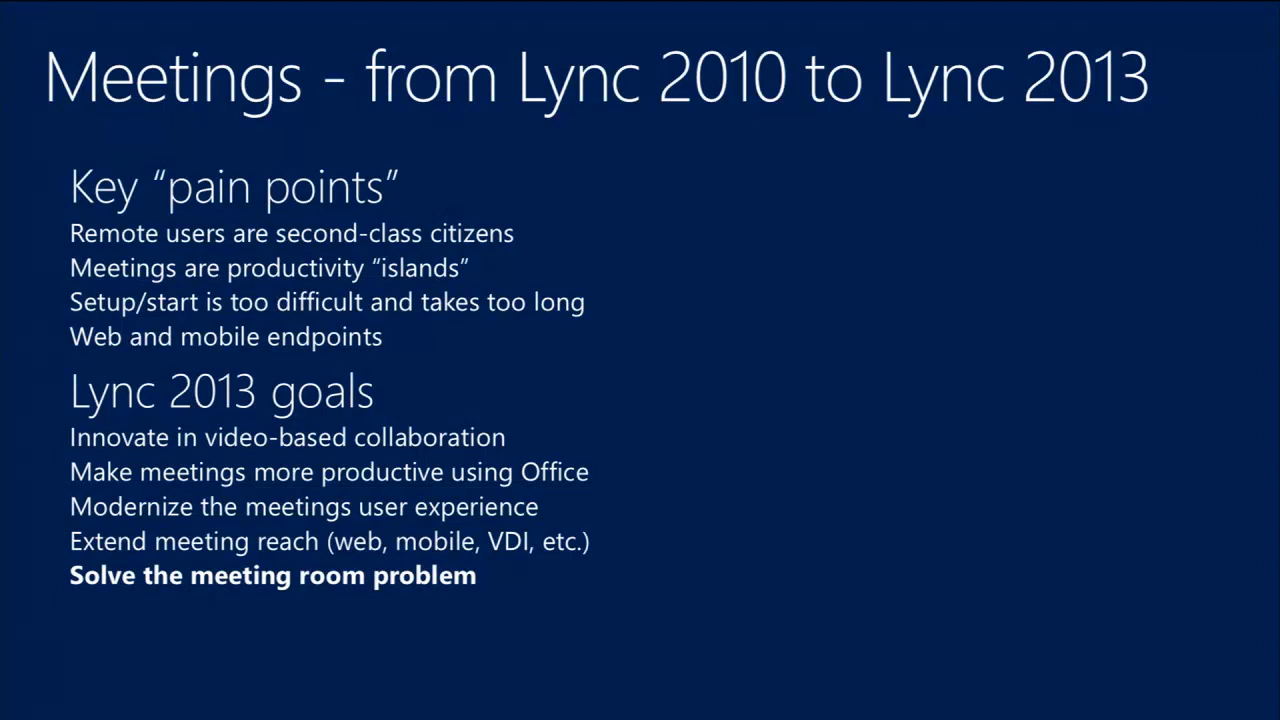 Meetings - from Lync 2010 to Lync 2013
Key “pain points”
Remote users are second-class citizens
Meetings are productivity “islands”
Setup/start is too difficult and takes too long
Web and mobile endpoints
Lync 2013 goals
Innovate in video-based collaboration
Make meetings more productive using Office
Modernize the meetings user experience
Extend meeting reach (web, mobile, VDI, etc.)
Solve the meeting room problem